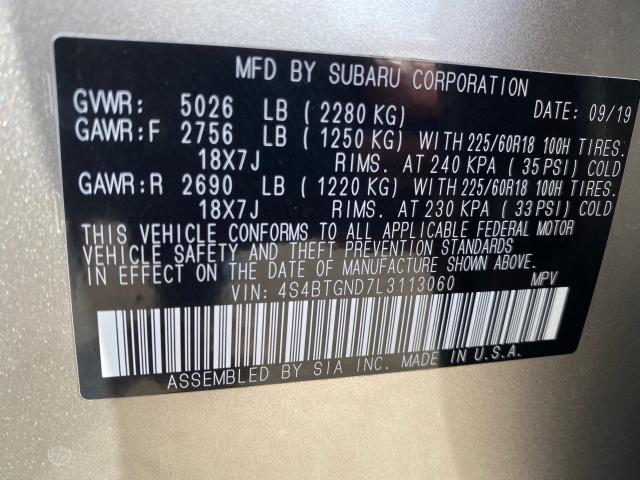 MFD BY SUBARU CORPORATION
GVWR: 5026 LB ( 2280 KG) DATE: 09/19
GAWR:F 2756 LB ( 1250 KG) WITH 225/60R18 100H TIRES.
18X7J RIMS. AT 240 KPA ( 35 PSI) COLD
GAWR:R 2690 LB ( 1220 KG) WITH 225/60R18 100H TIRES.
18X7J RIMS. AT 230 KPA ( 33 PSI) COLD
THIS VEHICLE CONFORMS TO ALL APPLICABLE FEDERAL MOTOR
VEHICLE SAFETY AND THEFT PREVENTION STANDARDS
IN EFFECT ON THE DATE OF MANUFACTURE SHOWN ABOVE.
VIN: 4S4BTGND7L3113060 MPV
ASSEMBLED BY SIA INC. MADE IN U.S.A.